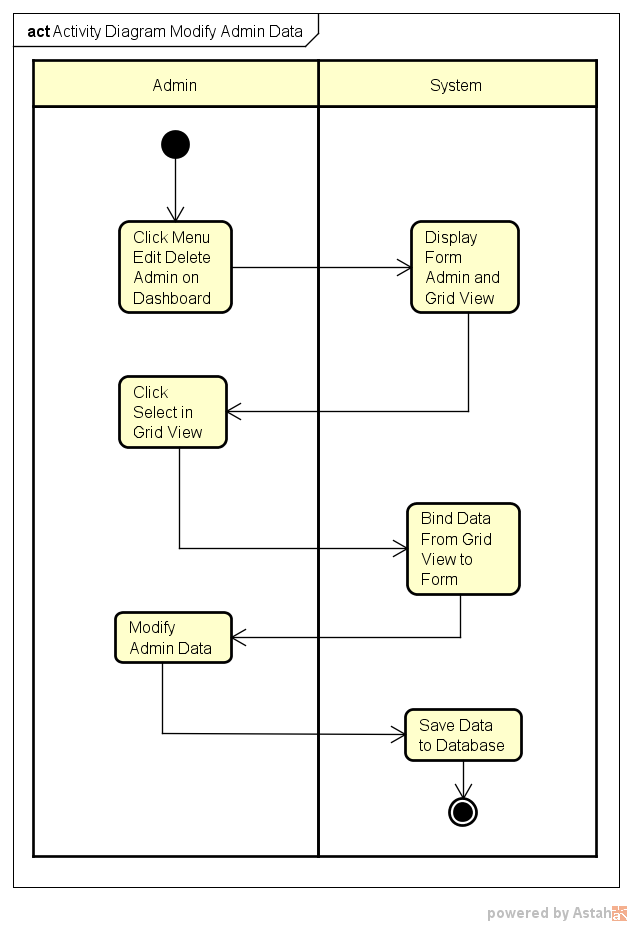 act Activity Diagram Modify Admin Data
Admin
System
Click Menu
Edit Delete
Admin on
Dashboard
Display
Form
Admin and
Grid View
Click
Select in
Grid View
Bind Data
From Grid
View to
Form
Modify
Admin Data
Save Data
to Database
powered by Astah